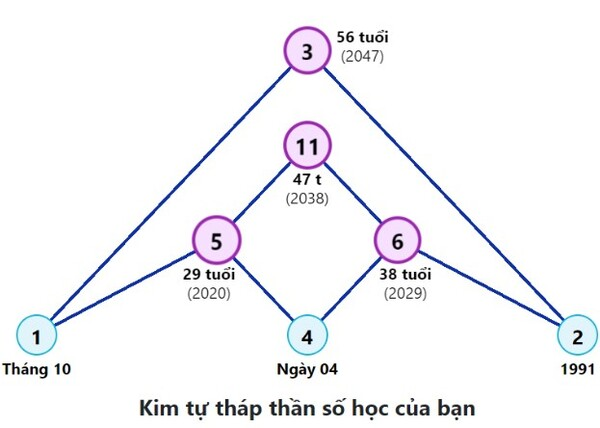 3
56 tuổi
(2047)
11
47 t
(2038)
5
29 tuổi
(2020)
6
38 tuổi
(2029)
1
Tháng 10
4
Ngày 04
2
1991
Kim tự tháp thần số học của bạn